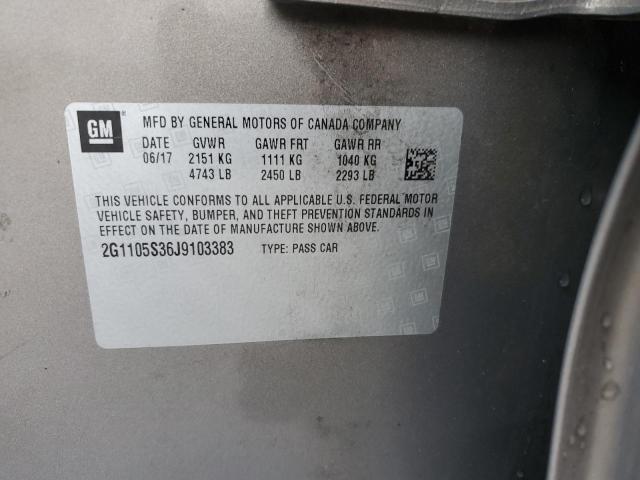 GM MFD BY GENERAL MOTORS OF CANADA COMPANY
DATE GVWR GAWR FRT GAWR RR
06/17 2151 KG 1111 KG 1040 KG
4743 LB 2450 LB 2293 LB
THIS VEHICLE CONFORMS TO ALL APPLICABLE U.S. FEDERAL MOTOR
VEHICLE SAFETY, BUMPER, AND THEFT PREVENTION STANDARDS IN
EFFECT ON THE DATE OF MANUFACTURE SHOWN ABOVE.
2G1105S36J9103383 TYPE: PASS CAR